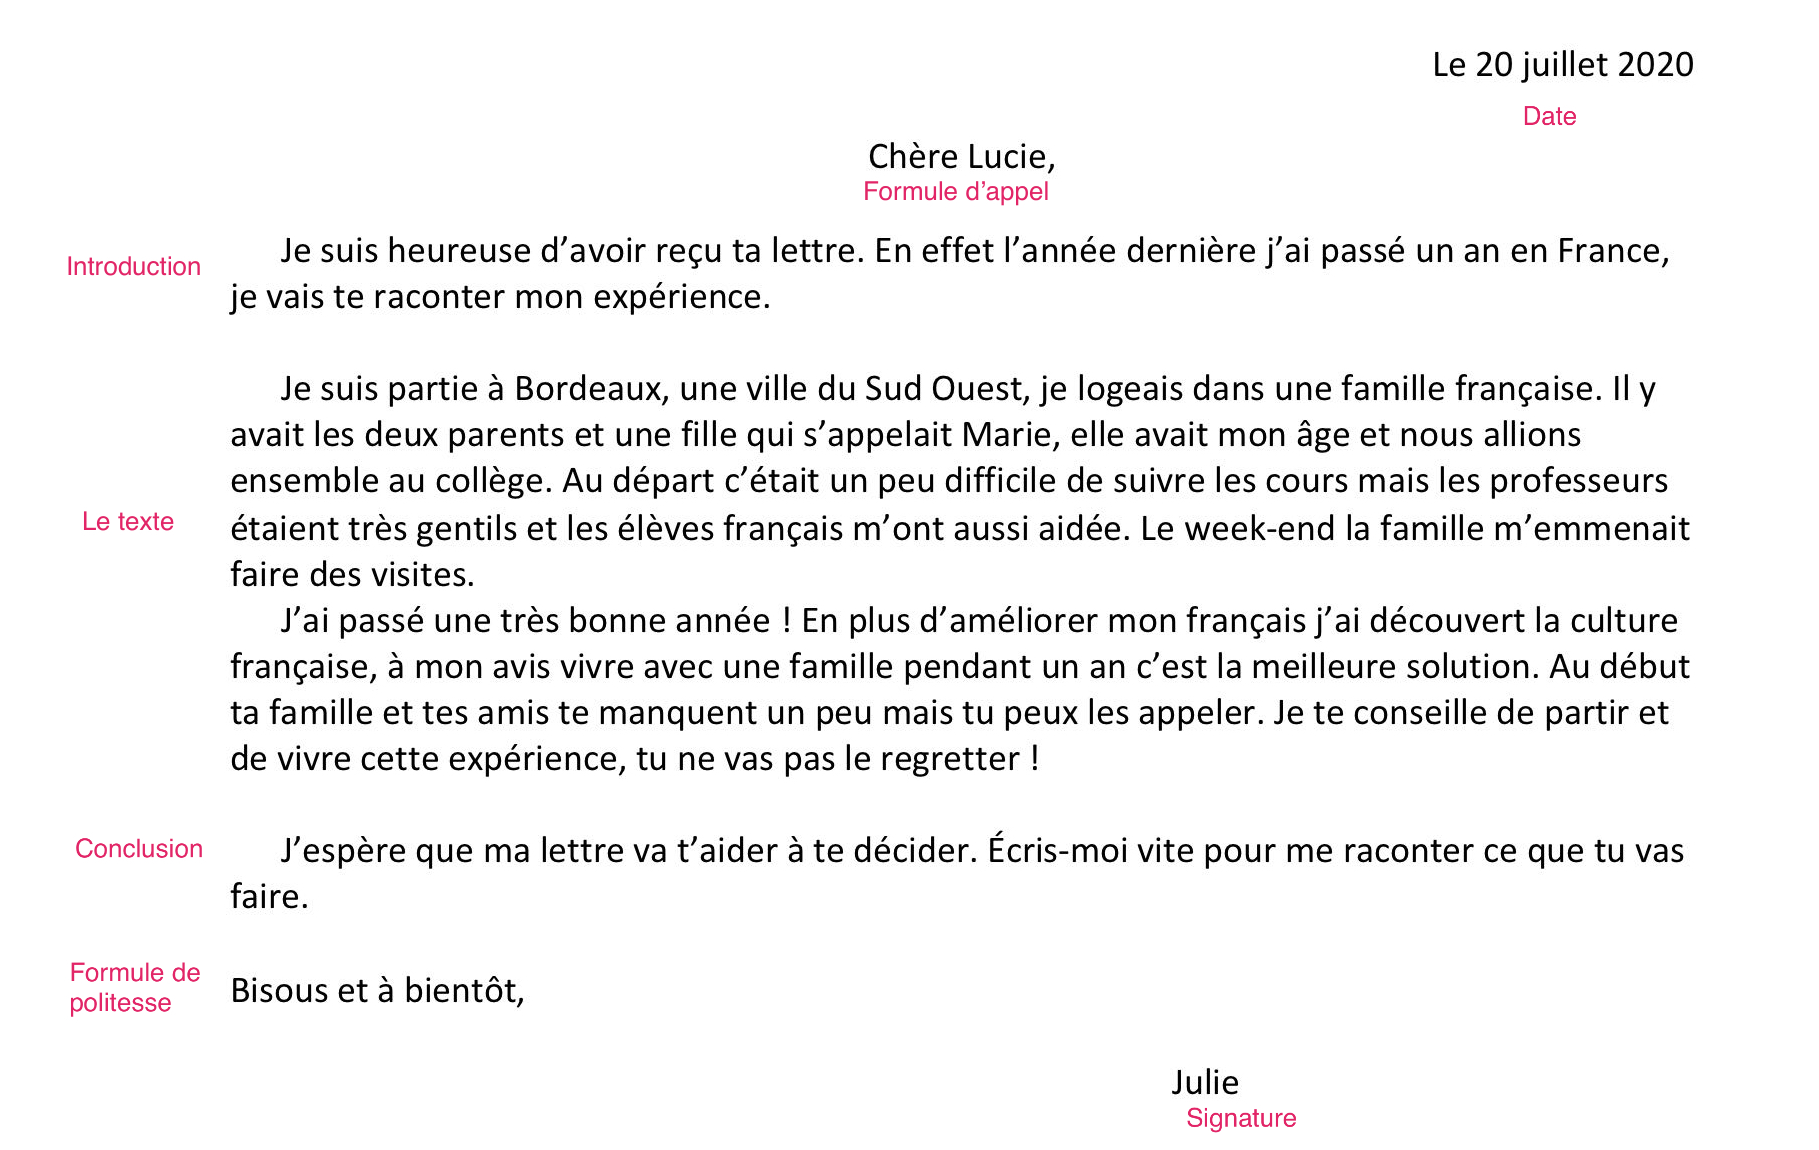 Le 20 juillet 2020
Date
Chère Lucie,
Formule d’appel
Introduction
Je suis heureuse d’avoir reçu ta lettre. En effet l’année dernière j’ai passé un an en France,
je vais te raconter mon expérience.
Je suis partie à Bordeaux, une ville du Sud Ouest, je logeais dans une famille française. Il y
avait les deux parents et une fille qui s’appelait Marie, elle avait mon âge et nous allions
ensemble au collège. Au départ c’était un peu difficile de suivre les cours mais les professeurs
Le texte
étaient très gentils et les élèves français m’ont aussi aidée. Le week-end la famille m’emmenait
faire des visites.
J’ai passé une très bonne année ! En plus d’améliorer mon français j’ai découvert la culture
française, à mon avis vivre avec une famille pendant un an c’est la meilleure solution. Au début
ta famille et tes amis te manquent un peu mais tu peux les appeler. Je te conseille de partir et
de vivre cette expérience, tu ne vas pas le regretter !
Conclusion
J’espère que ma lettre va t’aider à te décider. Écris-moi vite pour me raconter ce que tu vas
faire.
Formule de
politesse
Bisous et à bientôt,
Julie
Signature